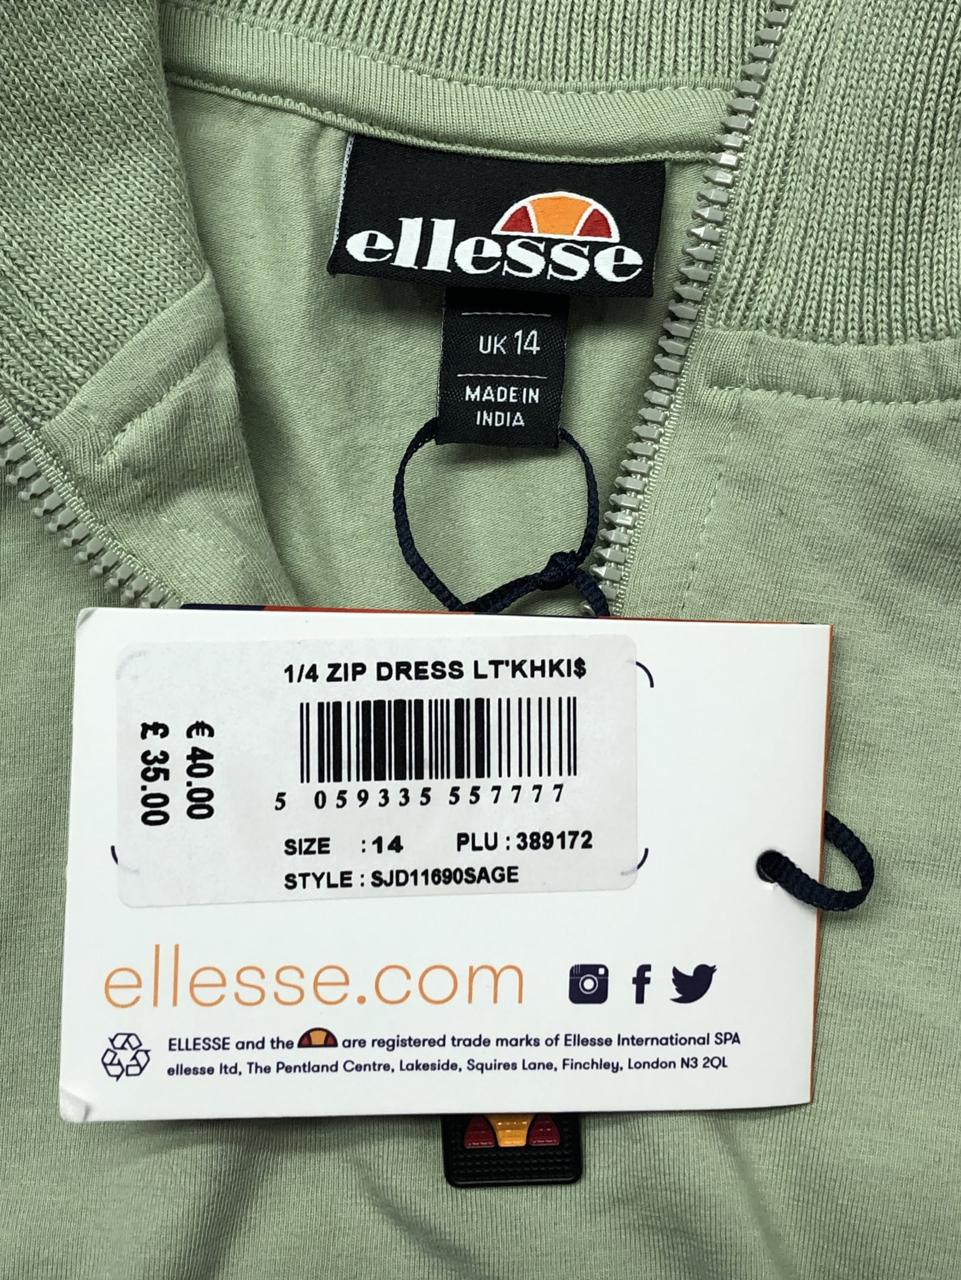 ellesse
UK 14
MADE IN
INDIA
1/4 ZIP DRESS LT'KHKI$
€ 40.00
£ 35.00
5 059335 557777
SIZE : 14 PLU : 389172
STYLE : SJD11690SAGE
ellesse.com
ELLESSE and the are registered trade marks of Ellesse International SPA
ellesse ltd, The Pentland Centre, Lakeside, Squires Lane, Finchley, London N3 2QL